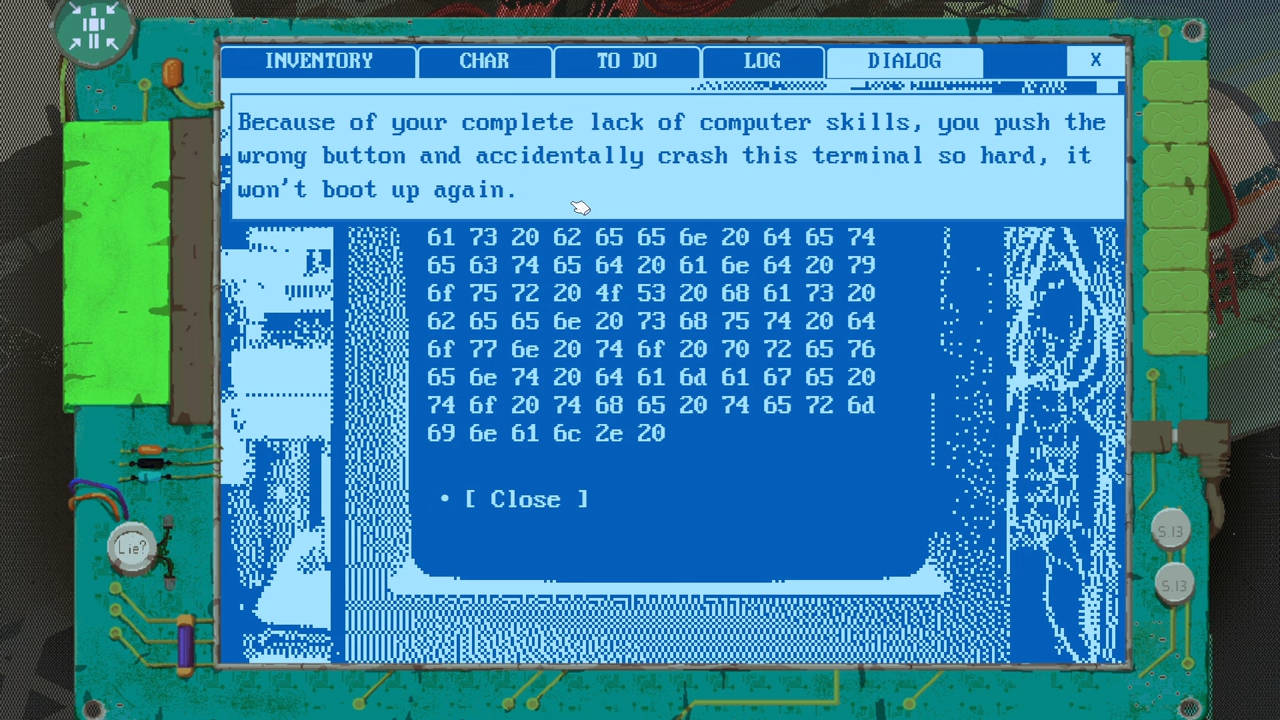 INVENTORY CHAR TO DO LOG DIALOG X
Because of your complete lack of computer skills, you push the
wrong button and accidentally crash this terminal so hard, it
won't boot up again.
61 73 20 62 65 65 6e 20 64 65 74
65 63 74 65 64 20 61 6e 64 20 79
6f 75 72 20 4f 53 20 68 61 73 20
62 65 65 6e 20 73 68 75 74 20 64
6f 77 6e 20 74 6f 20 70 72 65 76
65 6e 74 20 64 61 6d 61 67 65 20
74 6f 20 74 68 65 20 74 65 72 6d
69 6e 61 6c 2e 20
• [ Close ]
Lie?
S.13
S.13